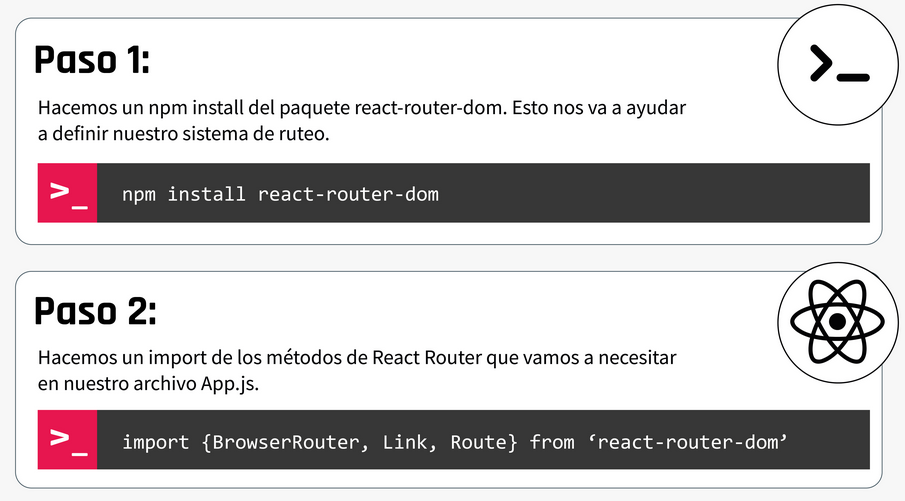 Paso 1:
Hacemos un npm install del paquete react-router-dom. Esto nos va a ayudar
a definir nuestro sistema de ruteo.
>_ npm install react-router-dom
Paso 2:
Hacemos un import de los métodos de React Router que vamos a necesitar
en nuestro archivo App.js.
>_ import {BrowserRouter, Link, Route} from ‘react-router-dom’